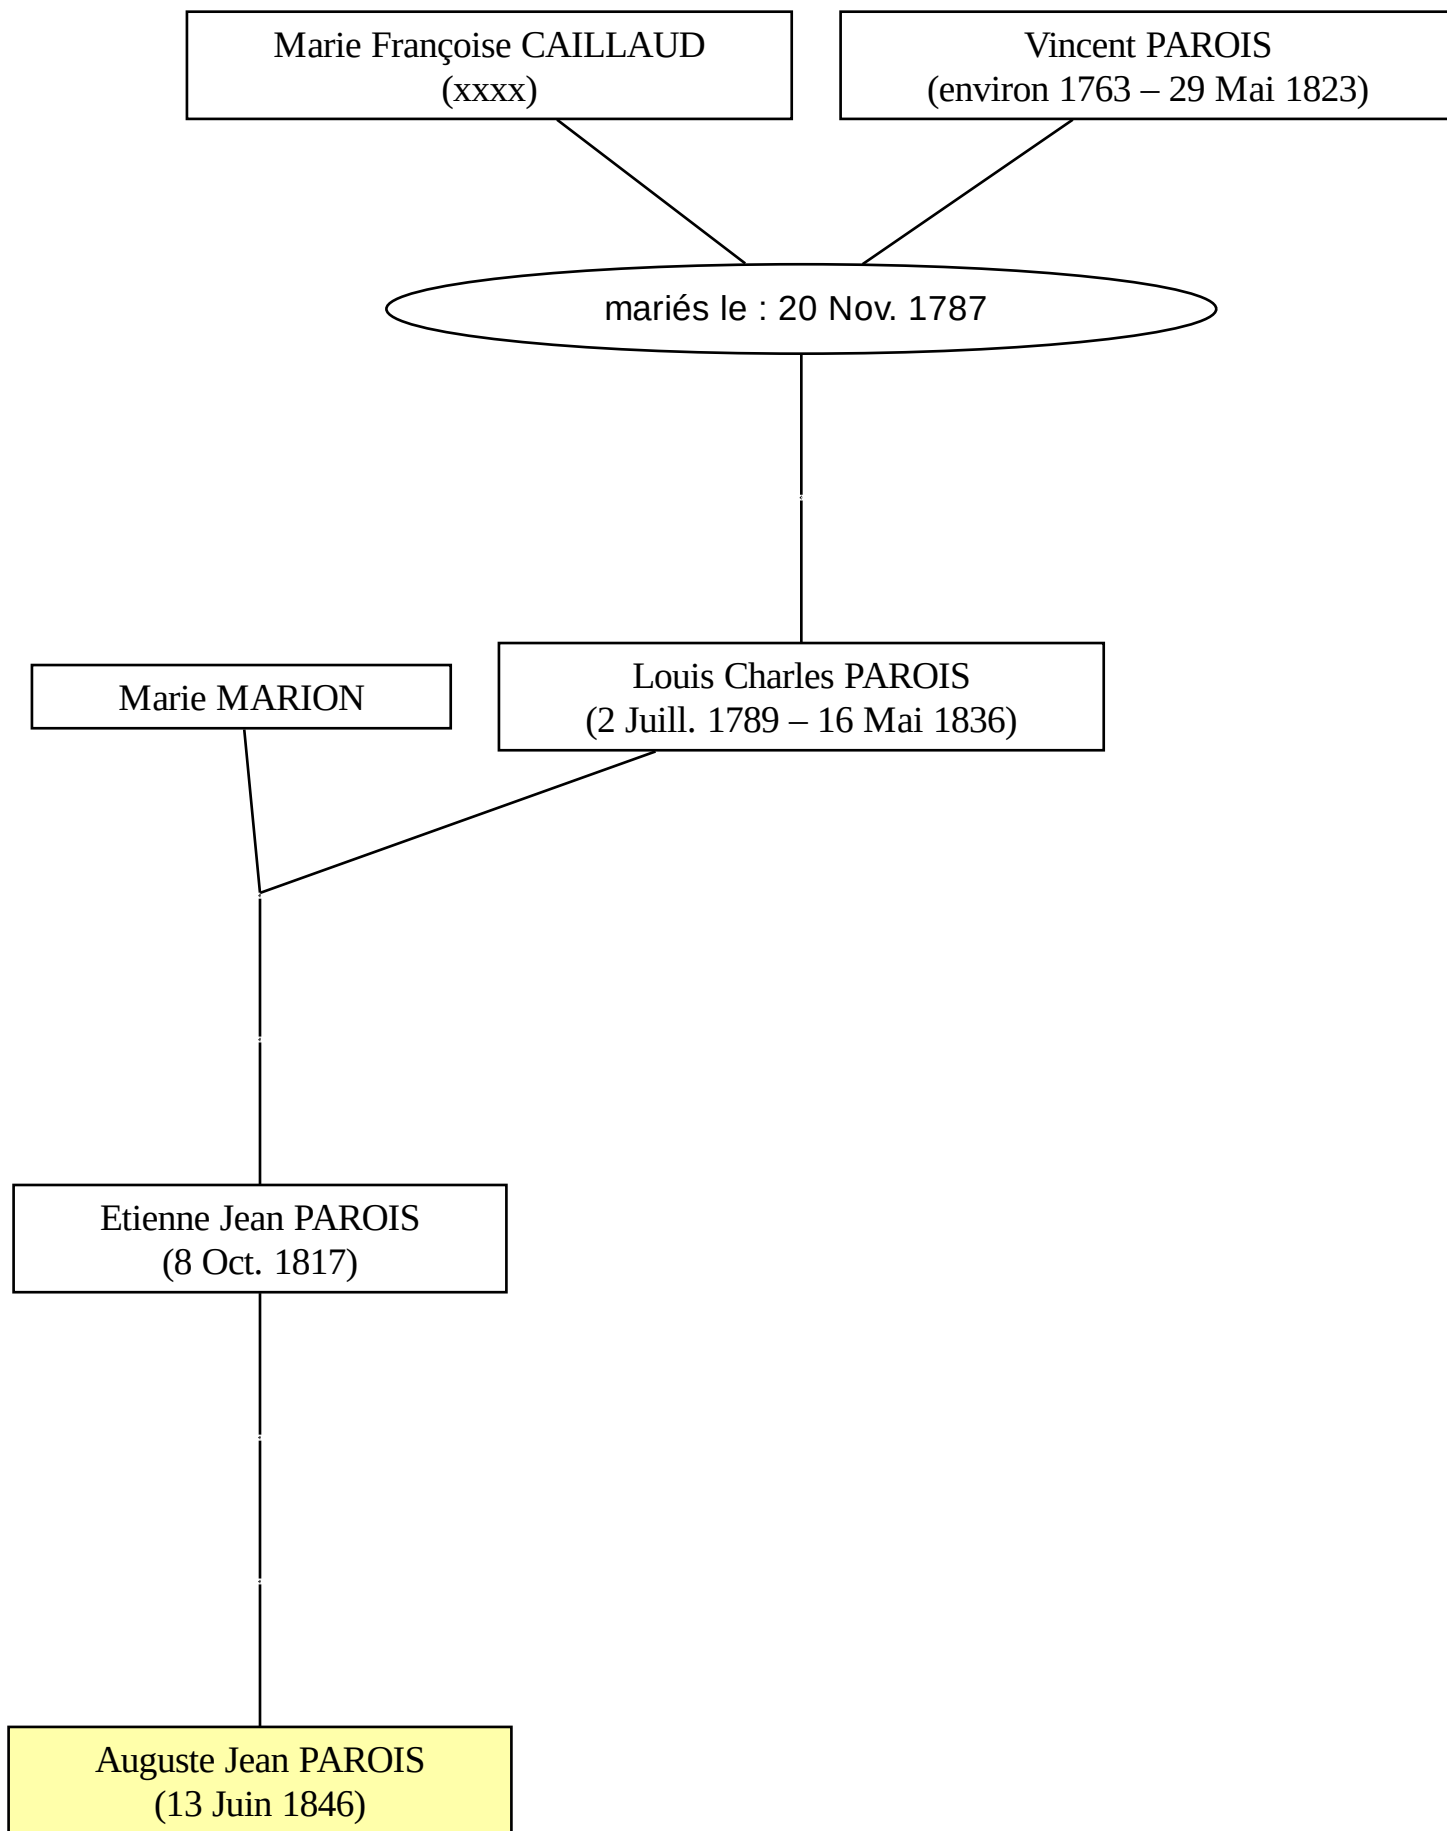 Marie Françoise CAILLAUD
(xxxx)
Vincent PAROIS
(environ 1763 – 29 Mai 1823)
mariés le : 20 Nov. 1787
Marie MARION
Louis Charles PAROIS
(2 Juill. 1789 – 16 Mai 1836)
Etienne Jean PAROIS
(8 Oct. 1817)
Auguste Jean PAROIS
(13 Juin 1846)